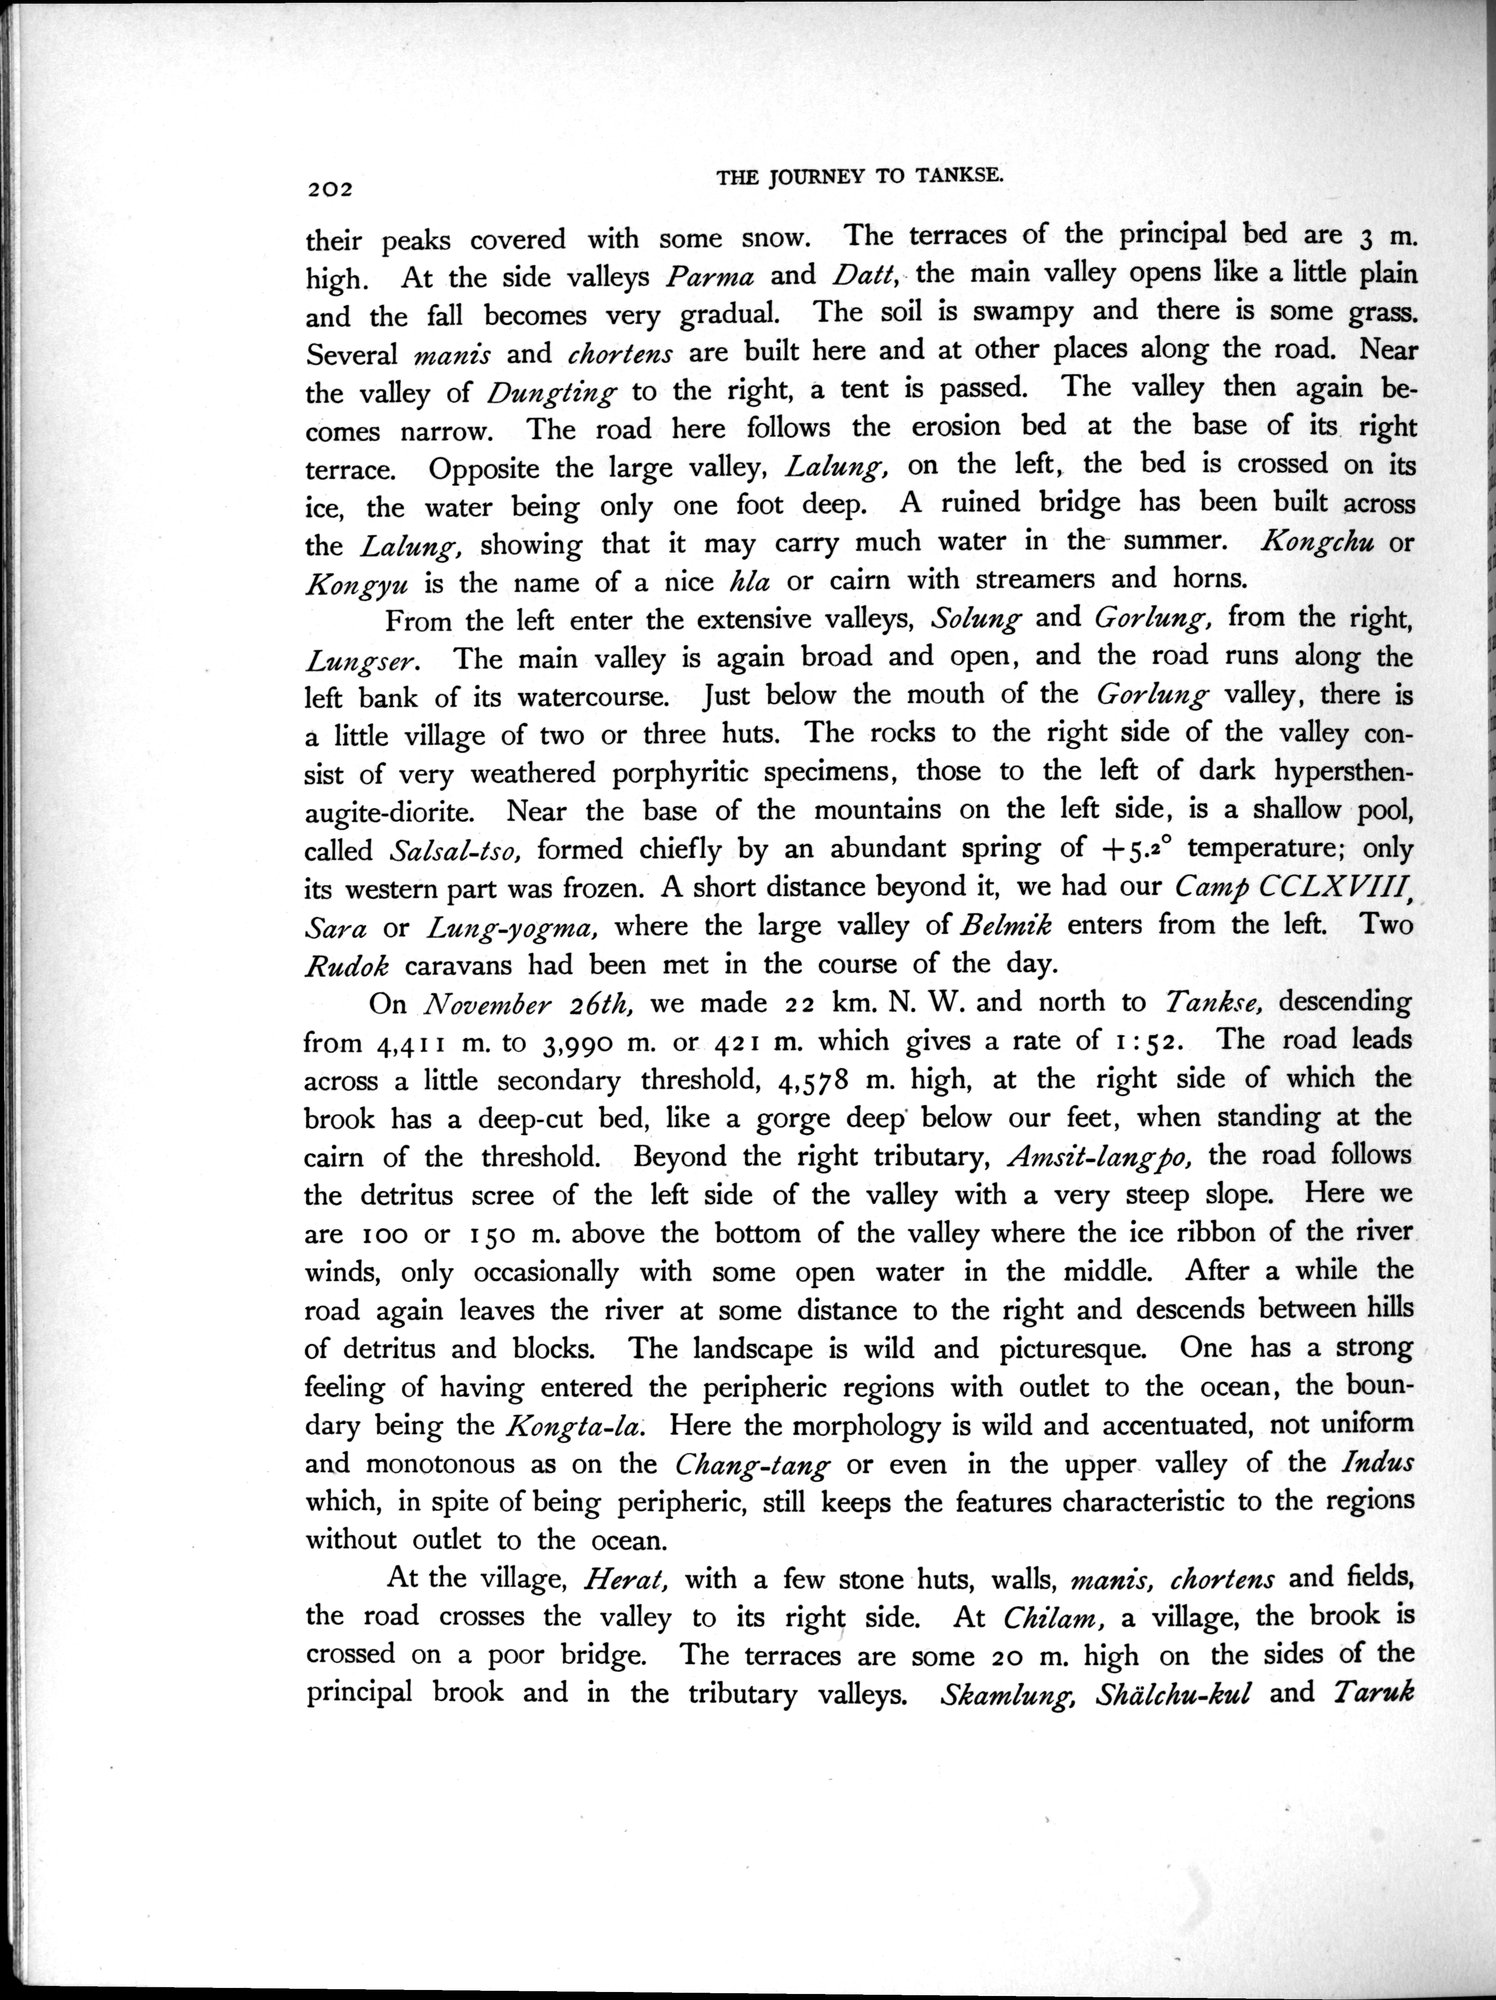 202
THE JOURNEY TO TANKSE.
their peaks covered with some snow. The terraces of the principal bed are 3 m.
high. At the side valleys Parma and Datt, the main valley opens like a little plain
and the fall becomes very gradual. The soil is swampy and there is some grass.
Several manis and chortens are built here and at other places along the road. Near
the valley of Dungting to the right, a tent is passed. The valley then again be-
comes narrow. The road here follows the erosion bed at the base of its right
terrace. Opposite the large valley, Lalung, on the left, the bed is crossed on its
ice, the water being only one foot deep. A ruined bridge has been built across
the Lalung, showing that it may carry much water in the summer. Kongchu or
Kongyu is the name of a nice hla or cairn with streamers and horns.
From the left enter the extensive valleys, Solung and Gorlung, from the right,
Lungser. The main valley is again broad and open, and the road runs along the
left bank of its watercourse. Just below the mouth of the Gorlung valley, there is
a little village of two or three huts. The rocks to the right side of the valley con-
sist of very weathered porphyritic specimens, those to the left of dark hypersthen-
augite-diorite. Near the base of the mountains on the left side, is a shallow pool,
called Salsal-tso, formed chiefly by an abundant spring of +5.2° temperature; only
its western part was frozen. A short distance beyond it, we had our Camp CCLXVIII,
Sara or Lung-yogma, where the large valley of Belmik enters from the left. Two
Rudok caravans had been met in the course of the day.
On November 26th, we made 22 km. N. W. and north to Tankse, descending
from 4,411 m. to 3,990 m. or 421 m. which gives a rate of 1:52. The road leads
across a little secondary threshold, 4,578 m. high, at the right side of which the
brook has a deep-cut bed, like a gorge deep below our feet, when standing at the
cairn of the threshold. Beyond the right tributary, Amsit-langpo, the road follows
the detritus scree of the left side of the valley with a very steep slope. Here we
are 100 or 150 m. above the bottom of the valley where the ice ribbon of the river
winds, only occasionally with some open water in the middle. After a while the
road again leaves the river at some distance to the right and descends between hills
of detritus and blocks. The landscape is wild and picturesque. One has a strong
feeling of having entered the peripheric regions with outlet to the ocean, the boun-
dary being the Kongta-la. Here the morphology is wild and accentuated, not uniform
and monotonous as on the Chang-tang or even in the upper valley of the Indus
which, in spite of being peripheric, still keeps the features characteristic to the regions
without outlet to the ocean.
At the village, Herat, with a few stone huts, walls, manis, chortens and fields,
the road crosses the valley to its right side. At Chilam, a village, the brook is
crossed on a poor bridge. The terraces are some 20 m. high on the sides of the
principal brook and in the tributary valleys. Skamlung, Shälchu-kul and Taruk